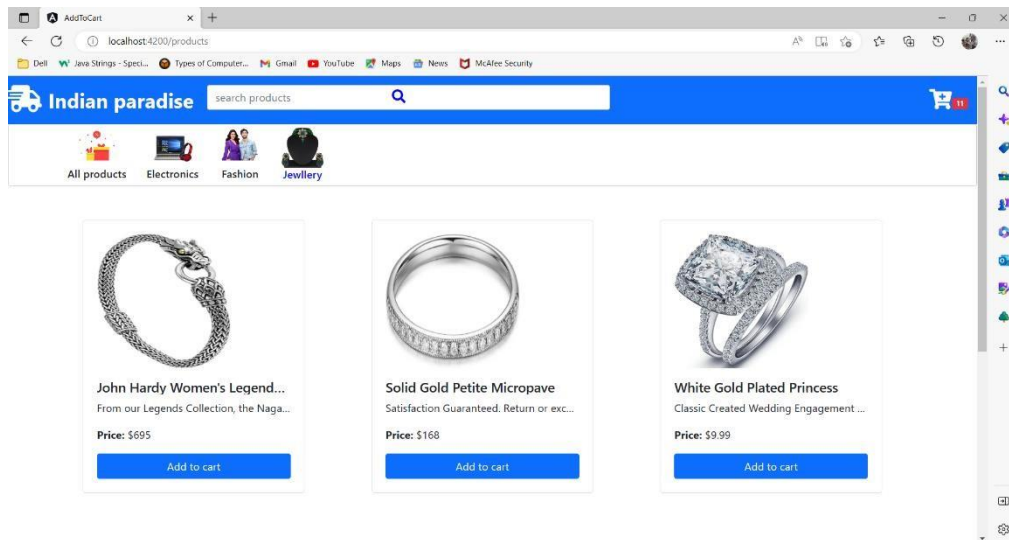 AddToCart
localhost:4200/products
Dell Java Strings - Speci... Types of Computer... Gmail YouTube Maps News McAfee Security
Indian paradise search products 11
All products Electronics Fashion Jewllery
John Hardy Women's Legend... Solid Gold Petite Micropave White Gold Plated Princess
From our Legends Collection, the Naga... Satisfaction Guaranteed. Return or exc... Classic Created Wedding Engagement ...
Price: $695 Price: $168 Price: $9.99
Add to cart Add to cart Add to cart